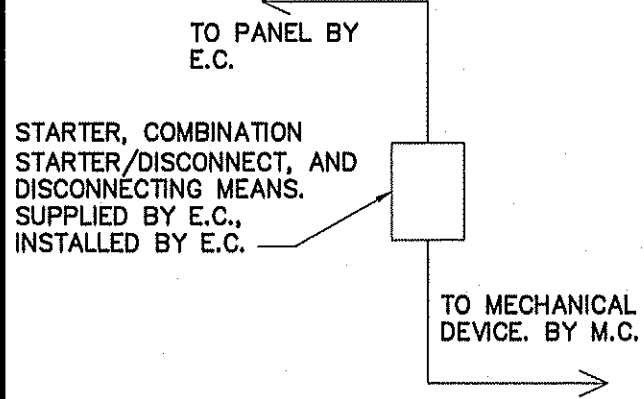 TO PANEL BY
E.C.
STARTER, COMBINATION
STARTER/DISCONNECT, AND
DISCONNECTING MEANS.
SUPPLIED BY E.C.,
INSTALLED BY E.C.
TO MECHANICAL
DEVICE. BY M.C.